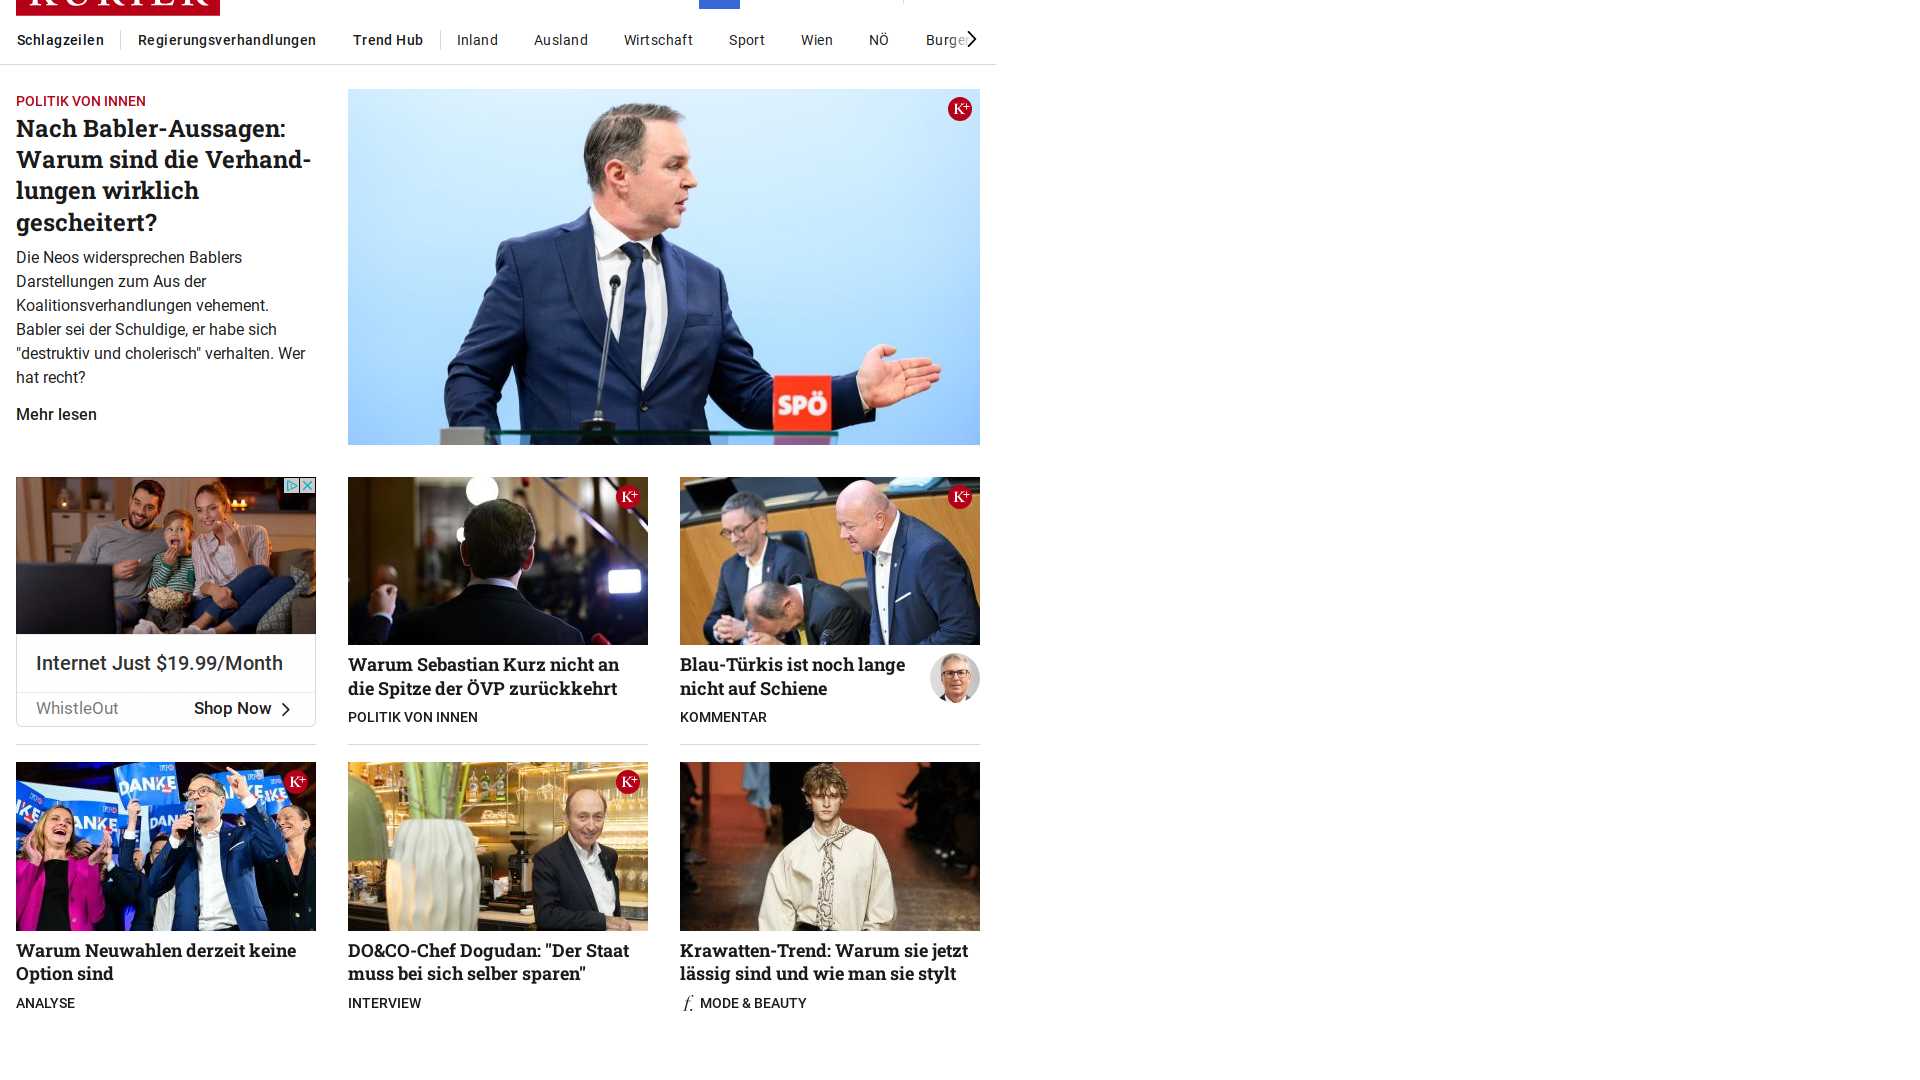 KURIER
Schlagzeilen
Regierungsverhandlungen
Trend Hub
Inland
Ausland
Wirtschaft
Sport
Wien
NÖ
POLITIK VON INNEN
Nach Babler-Aussagen:
Warum sind die Verhand-
lungen wirklich
gescheitert?
Die Neos widersprechen Bablers
Darstellungen zum Aus der
Koalitionsverhandlungen vehement.
Babler sei der Schuldige, er habe sich
"destruktiv und cholerisch" verhalten. Wer
hat recht?
Mehr lesen
K+
SPÖ
Internet Just $19.99/Month
WhistleOut
Shop Now
K+
Warum Sebastian Kurz nicht an
die Spitze der ÖVP zurückkehrt
POLITIK VON INNEN
K+
Blau-Türkis ist noch lange
nicht auf Schiene
KOMMENTAR
FPÖ
DANKE
DANKE
K+
Warum Neuwahlen derzeit keine
Option sind
ANALYSE
K+
DO&CO-Chef Dogudan: "Der Staat
muss bei sich selber sparen"
INTERVIEW
Krawatten-Trend: Warum sie jetzt
lässig sind und wie man sie stylt
f. MODE & BEAUTY